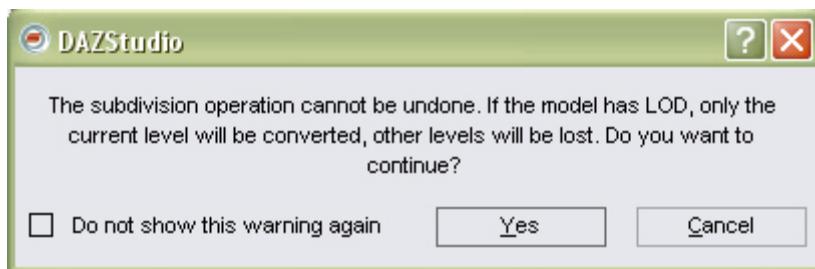 DAZStudio
The subdivision operation cannot be undone. If the model has LOD, only the
current level will be converted, other levels will be lost. Do you want to
continue?
Do not show this warning again Yes Cancel